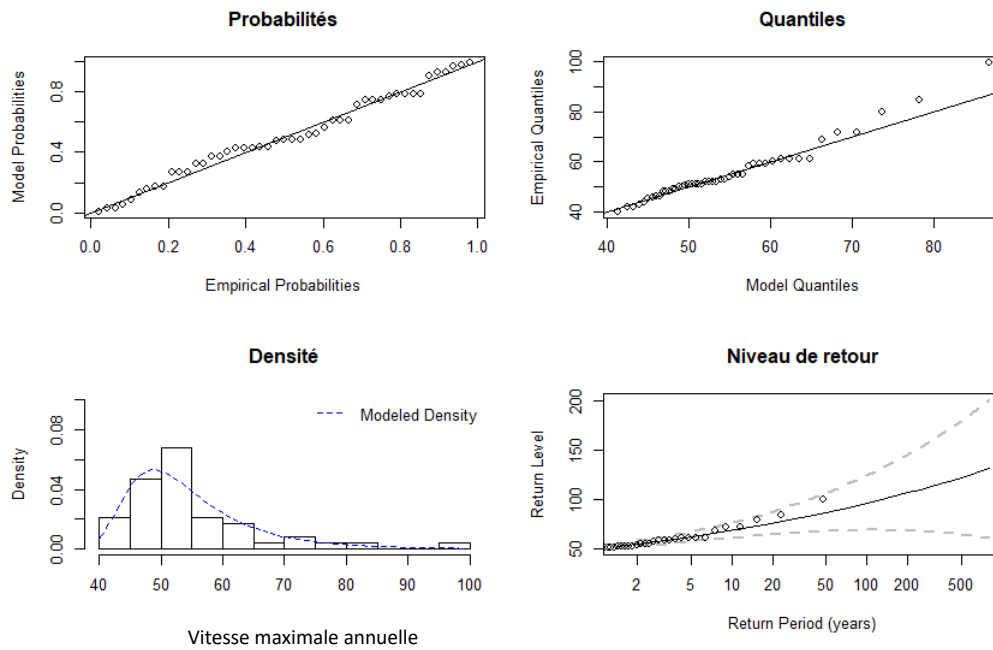 Probabilités
Model Probabilities
0.0 0.4 0.8
0.0 0.2 0.4 0.6 0.8 1.0
Empirical Probabilities
Quantiles
Empirical Quantiles
40 60 80 100
40 50 60 70 80
Model Quantiles
Densité
Modeled Density
Density
0.00 0.04 0.08
40 50 60 70 80 90 100
Vitesse maximale annuelle
Niveau de retour
Return Level
50 100 150 200
2 5 10 20 50 100 200 500
Return Period (years)